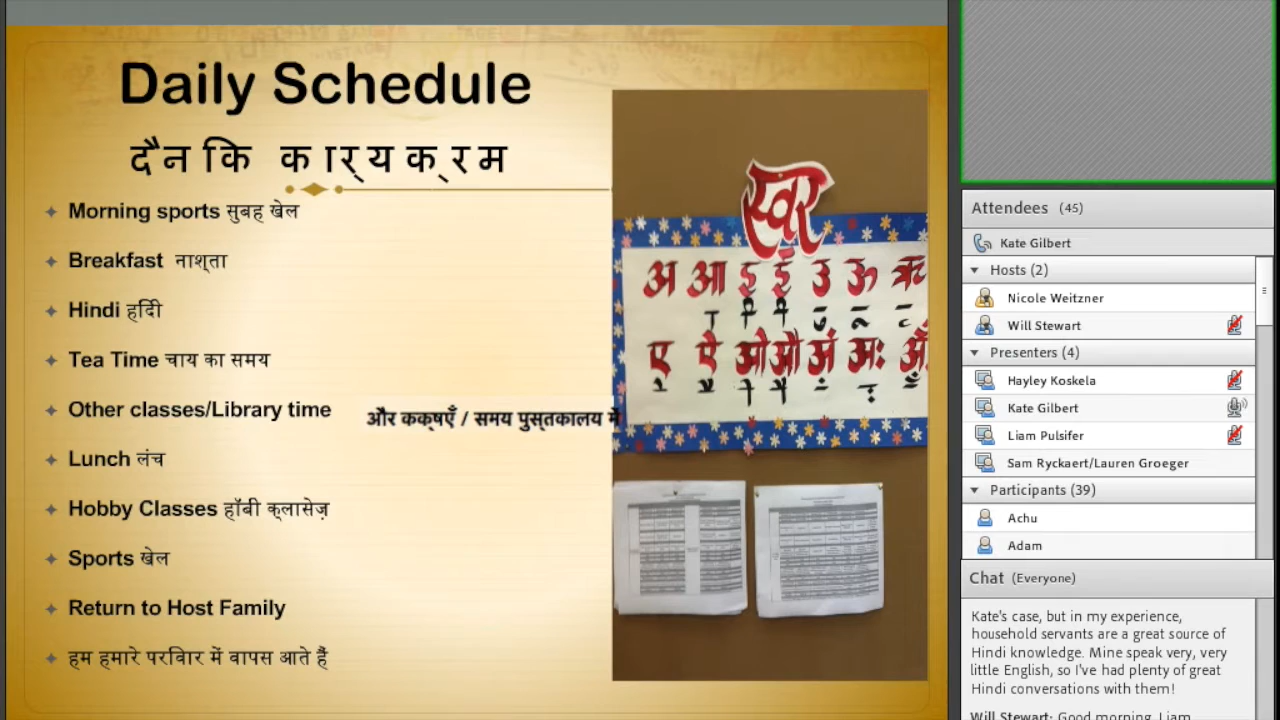 Daily Schedule
दैनिक कार्यक्रम
Morning sports सुबह खेल
Breakfast नाश्ता
Hindi हिंदी
Tea Time चाय का समय
Other classes/Library time और कक्षाएँ / समय पुस्तकालय में
Lunch लंच
Hobby Classes हॉबी क्लासेज़
Sports खेल
Return to Host Family
हम हमारे परिवार में वापस आते हैं
स्वर
अ आ इ ई उ ऊ ऋ
ए ऐ ओ औ अं अः अँ
Attendees (45)
Kate Gilbert
Hosts (2)
Nicole Weitzner
Will Stewart
Presenters (4)
Hayley Koskela
Kate Gilbert
Liam Pulsifer
Sam Ryckaert/Lauren Groeger
Participants (39)
Achu
Adam
Chat (Everyone)
Kate's case, but in my experience,
household servants are a great source of
Hindi knowledge. Mine speak very, very
little English, so I've had plenty of great
Hindi conversations with them!
Will Stewart: Good morning, Liam